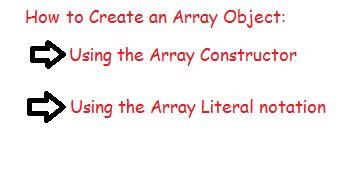 How to Create an Array Object:
Using the Array Constructor
Using the Array Literal notation